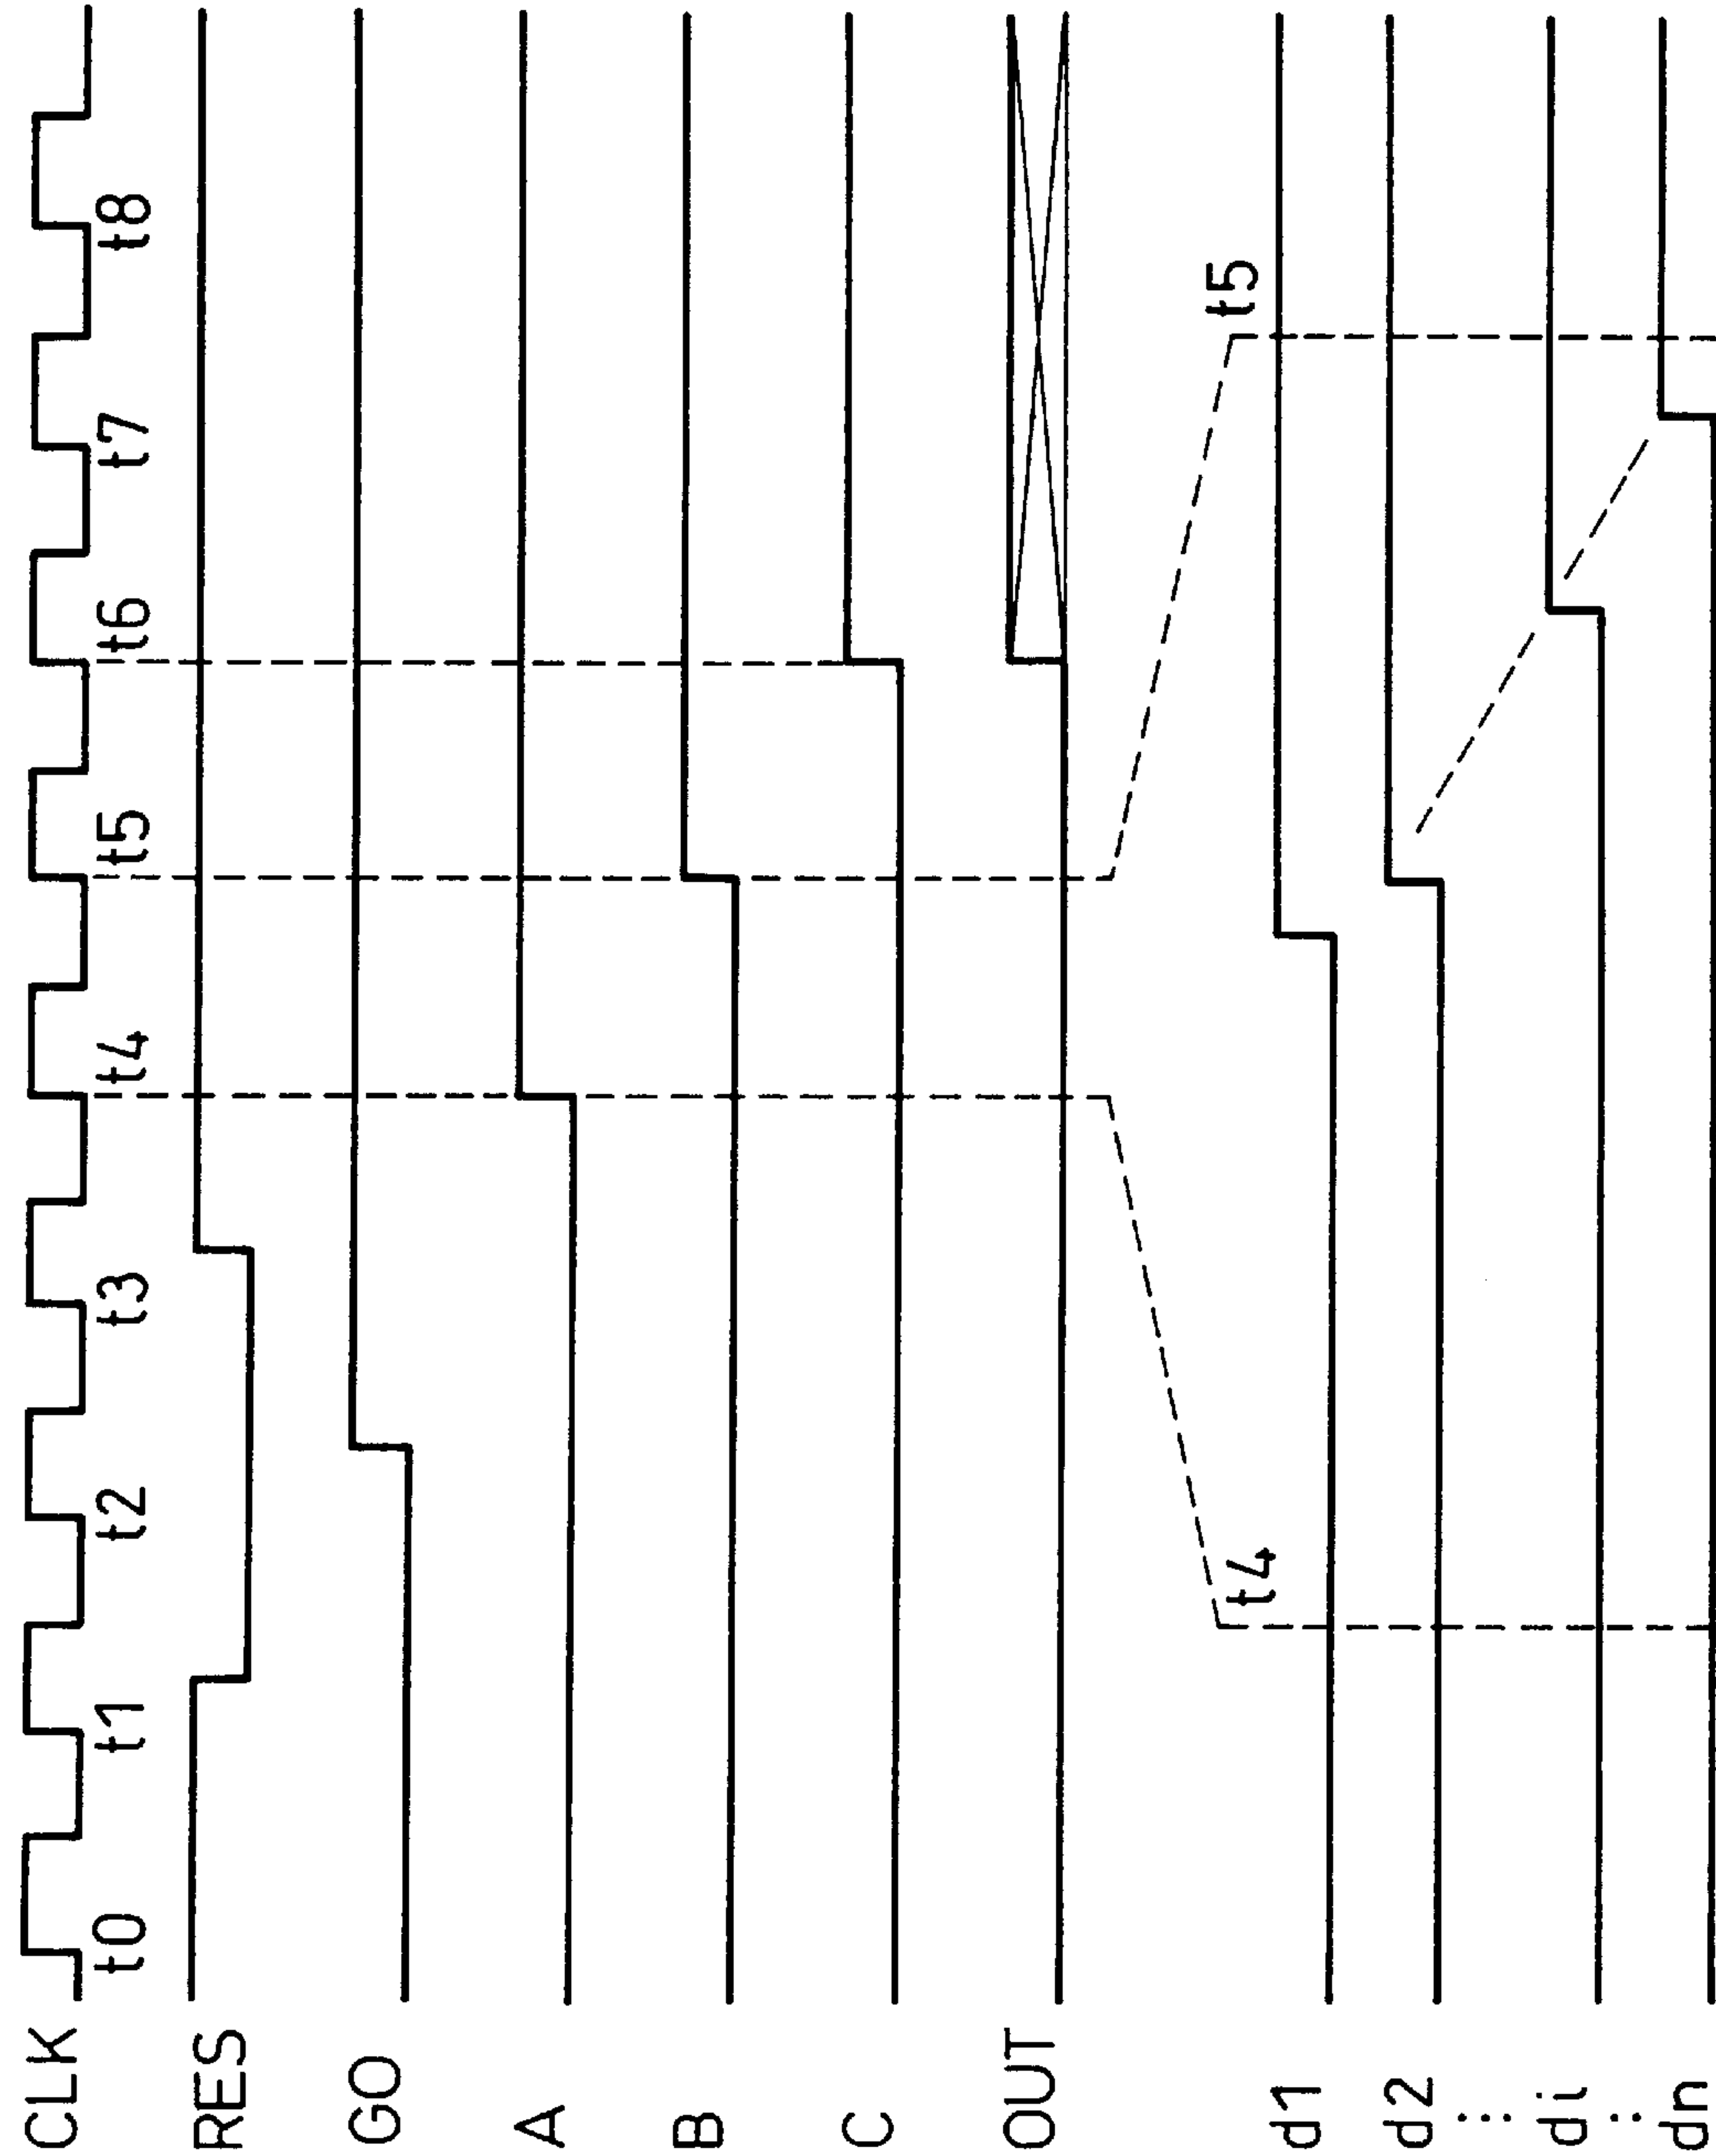 CLK
t0 t1 t2 t3 t4 t5 t6 t7 t8
RES
GO
A
B
C
OUT
t4 t5
d1
d2
⋮
di
⋮
dn